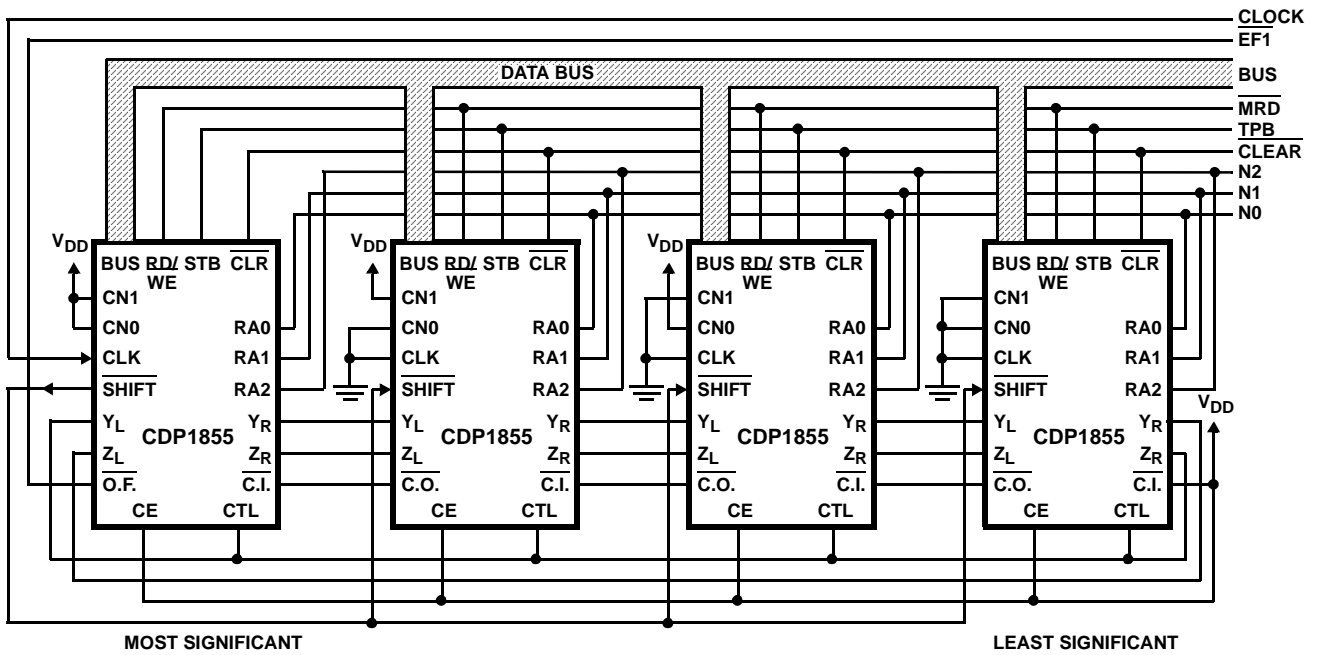 CLOCK
EF1
DATA BUS BUS
MRD
TPB
CLEAR
N2
N1
N0
VDD VDD VDD
BUS RD/ STB CLR BUS RD/ STB CLR BUS RD/ STB CLR BUS RD/ STB CLR
WE WE WE WE
CN1 CN1 CN1 CN1
CN0 RA0 CN0 RA0 CN0 RA0 CN0 RA0
CLK RA1 CLK RA1 CLK RA1 CLK RA1
SHIFT RA2 SHIFT RA2 SHIFT RA2 SHIFT RA2
VDD
YL YR YL YR YL YR YL YR
CDP1855 CDP1855 CDP1855 CDP1855
ZL ZR ZL ZR ZL ZR ZL ZR
O.F. C.I. C.O. C.I. C.O. C.I. C.O. C.I.
CE CTL CE CTL CE CTL CE CTL
MOST SIGNIFICANT LEAST SIGNIFICANT